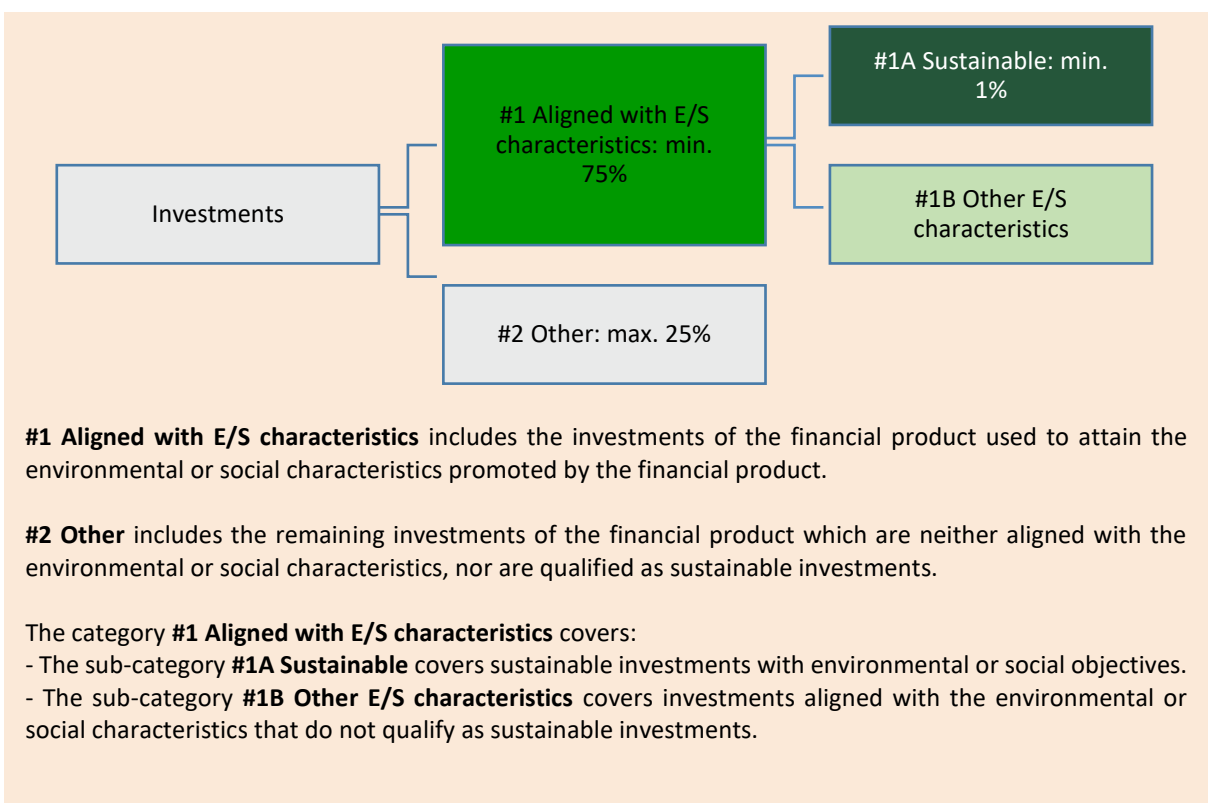 #1A Sustainable: min.
1%
#1 Aligned with E/S
characteristics: min.
75%
Investments
#1B Other E/S
characteristics
#2 Other: max. 25%
#1 Aligned with E/S characteristics includes the investments of the financial product used to attain the
environmental or social characteristics promoted by the financial product.
#2 Other includes the remaining investments of the financial product which are neither aligned with the
environmental or social characteristics, nor are qualified as sustainable investments.
The category #1 Aligned with E/S characteristics covers:
- The sub-category #1A Sustainable covers sustainable investments with environmental or social objectives.
- The sub-category #1B Other E/S characteristics covers investments aligned with the environmental or
social characteristics that do not qualify as sustainable investments.